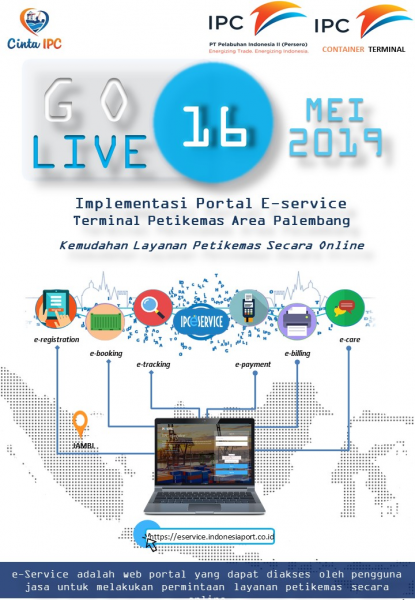 Cinta IPC
IPC
PT Pelabuhan Indonesia II (Persero)
Energizing Trade. Energizing Indonesia.
IPC
CONTAINER TERMINAL
GO
LIVE
16
MEI
2019
Implementasi Portal E-service
Terminal Petikemas Area Palembang
Kemudahan Layanan Petikemas Secara Online
IPC eSERVICE
e-registration
e-booking
e-tracking
e-payment
e-billing
e-care
JAMBI
https://eservice.indonesiaport.co.id
e-Service adalah web portal yang dapat diakses oleh pengguna
jasa untuk melakukan permintaan layanan petikemas secara
online